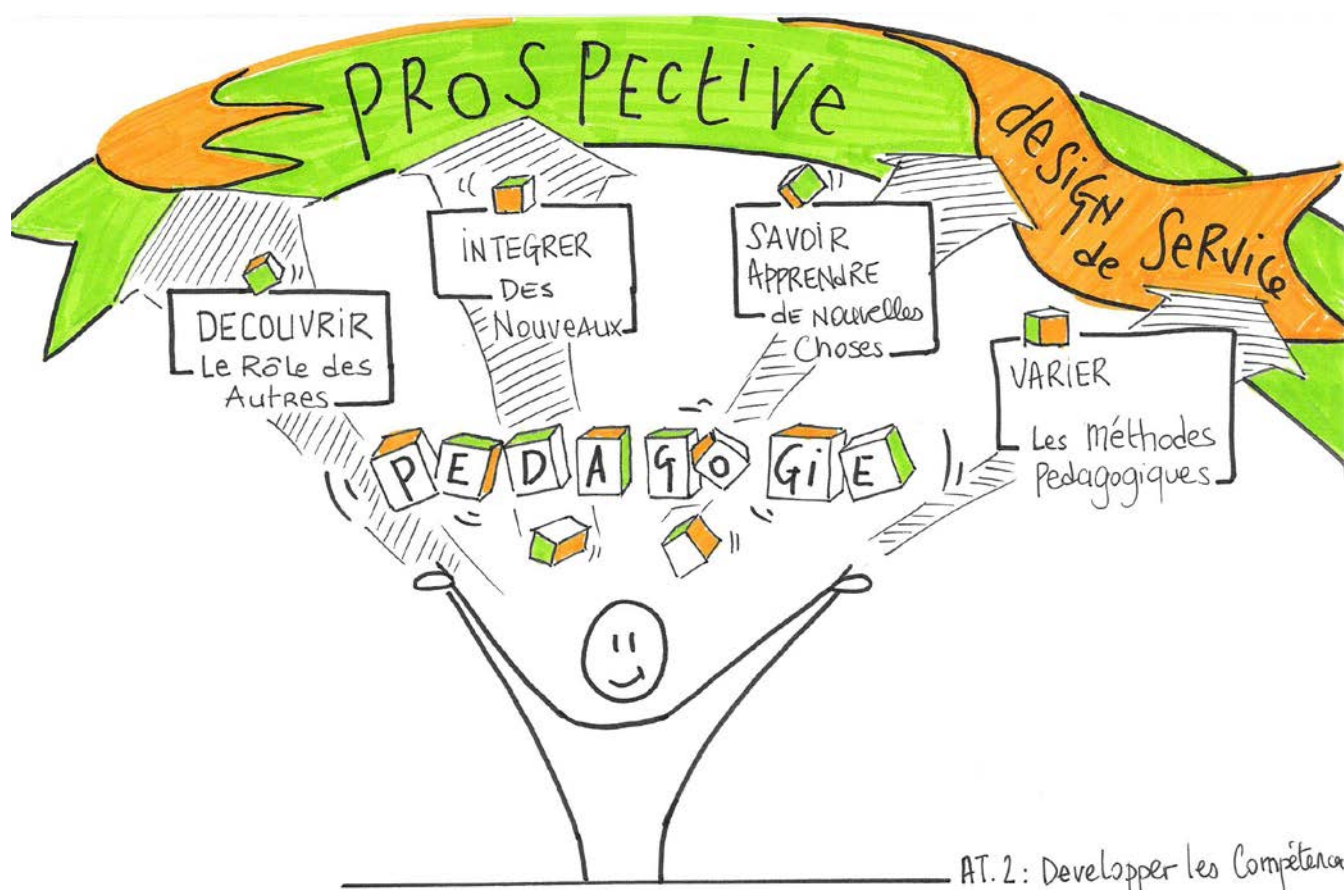 PROSPECtiVe
deSiGN
de SeRVice
iNTEGRER
DES
NouveAUX
SAVOiR
APPRENdRE
de Nouvelles
Choses
DECOUVRiR
Le Rôle des
AutRes
VARiER
Les Méthodes
Pedagogiques
PEDAGOGiE
AT.2: Developper les Compétence